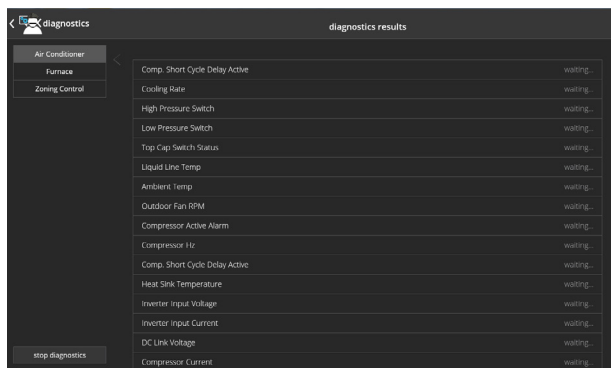 diagnostics
diagnostics results
Air Conditioner
Furnace
Zoning Control
Comp. Short Cycle Delay Active waiting...
Cooling Rate waiting...
High Pressure Switch waiting...
Low Pressure Switch waiting...
Top Cap Switch Status waiting...
Liquid Line Temp waiting...
Ambient Temp waiting...
Outdoor Fan RPM waiting...
Compressor Active Alarm waiting...
Compressor Hz waiting...
Comp. Short Cycle Delay Active waiting...
Heat Sink Temperature waiting...
Inverter Input Voltage waiting...
Inverter Input Current waiting...
DC Link Voltage waiting...
Compressor Current waiting...
stop diagnostics